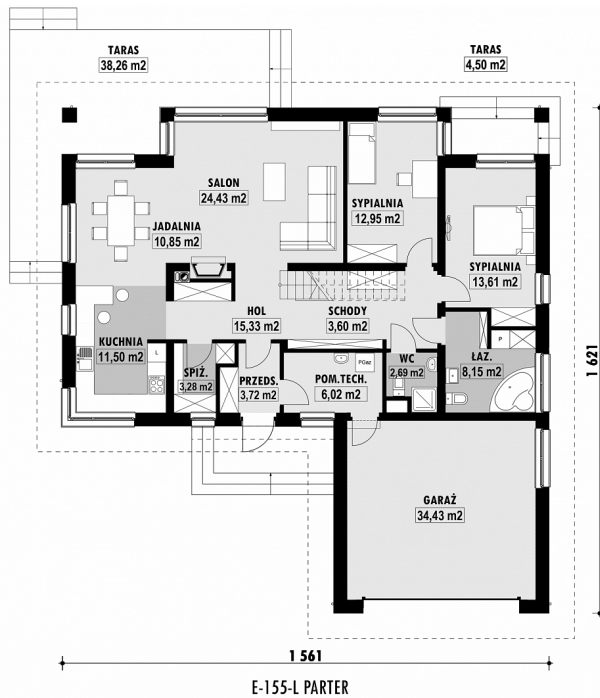 TARAS
38,26 m2
TARAS
4,50 m2
SALON
24,43 m2
SYPIALNIA
12,95 m2
JADALNIA
10,85 m2
SYPIALNIA
13,61 m2
HOL
15,33 m2
SCHODY
3,60 m2
KUCHNIA
11,50 m2
L
SPIŻ.
3,28 m2
PRZEDS.
3,72 m2
PGaz
POM.TECH.
6,02 m2
WC
2,69 m2
P
ŁAZ.
8,15 m2
1 621
GARAŻ
34,43 m2
1 561
E-155-L PARTER